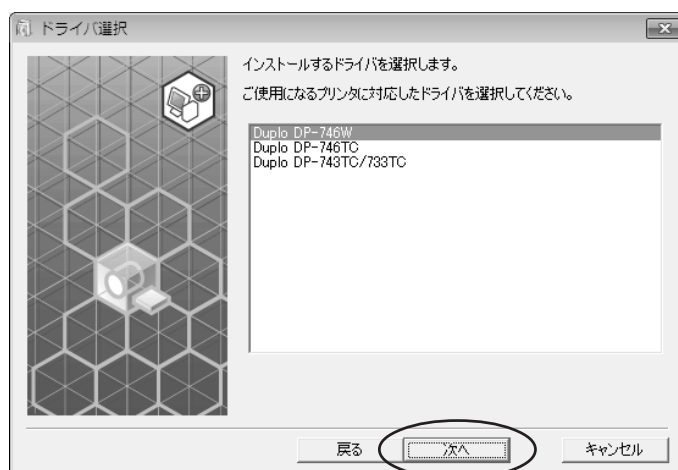 ドライバ選択
インストールするドライバを選択します。
ご使用になるプリンタに対応したドライバを選択してください。
Duplo DP-746W
Duplo DP-746TC
Duplo DP-743TC/733TC
戻る
次へ
キャンセル